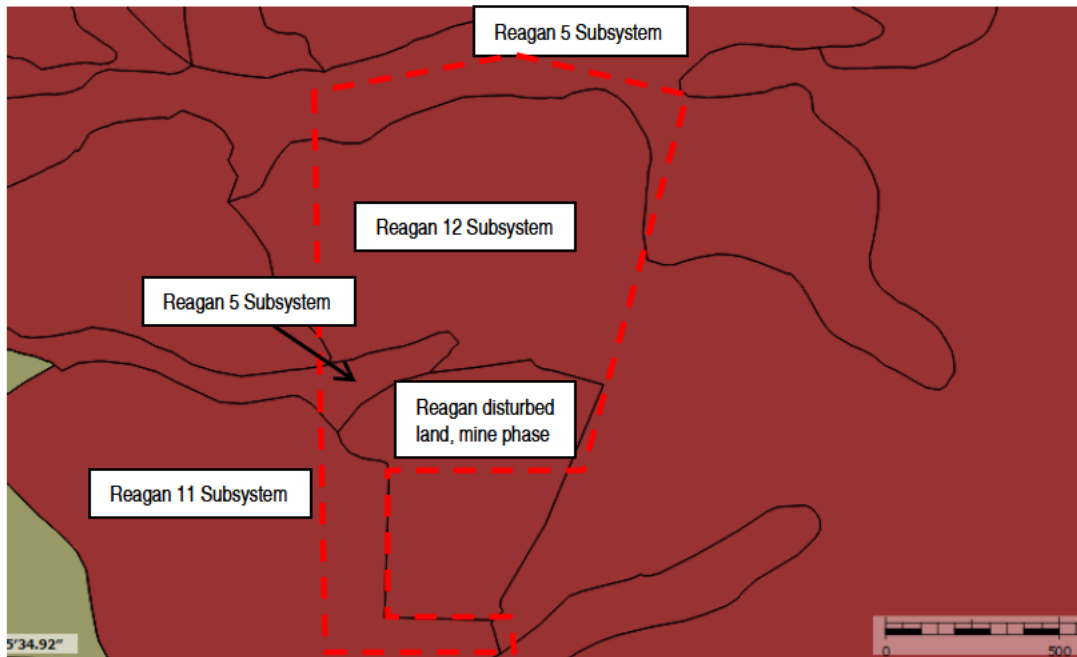 Reagan 5 Subsystem
Reagan 12 Subsystem
Reagan 5 Subsystem
Reagan disturbed
land, mine phase
Reagan 11 Subsystem
5'34.92"
0
500